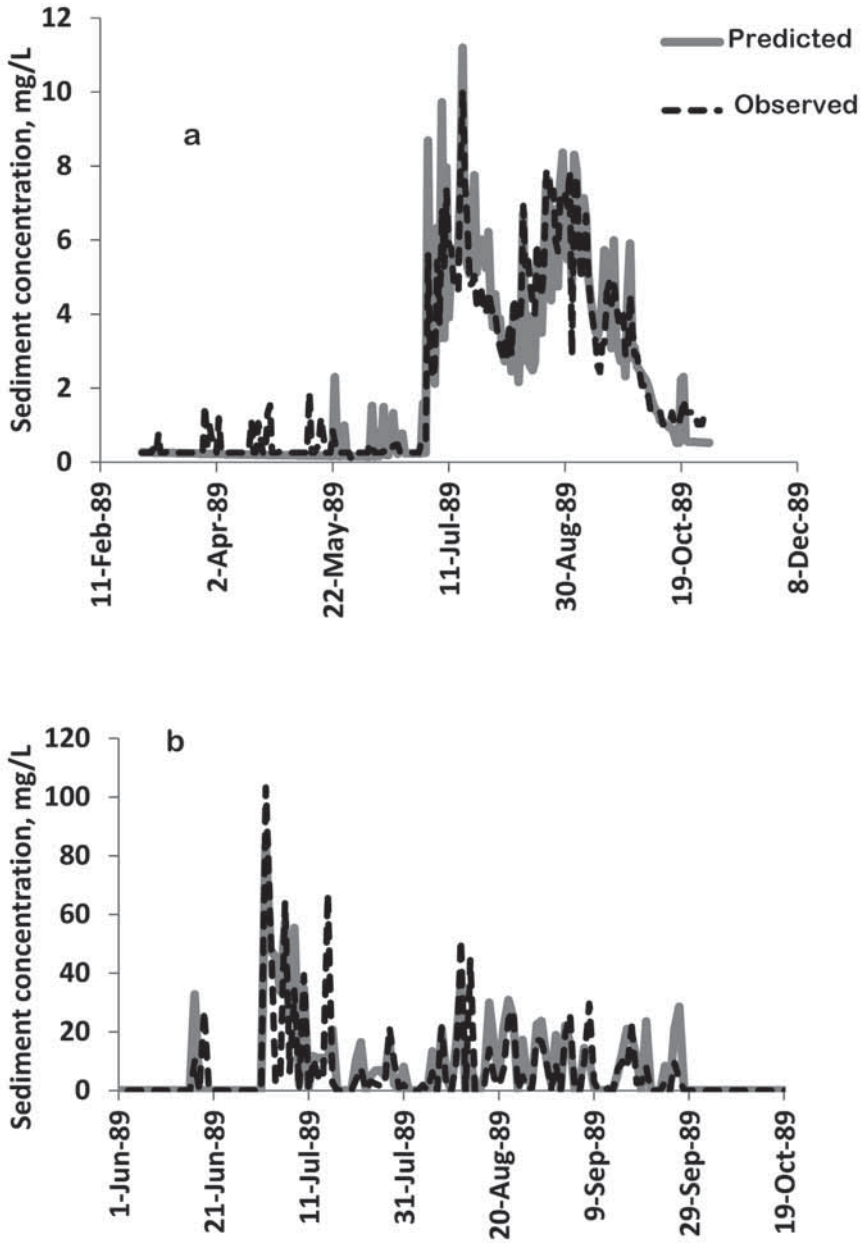 12
10
8
6
4
2
0
Sediment concentration, mg/L
a
Predicted
Observed
11-Feb-89
2-Apr-89
22-May-89
11-Jul-89
30-Aug-89
19-Oct-89
8-Dec-89
120
100
80
60
40
20
0
Sediment concentration, mg/L
b
1-Jun-89
21-Jun-89
11-Jul-89
31-Jul-89
20-Aug-89
9-Sep-89
29-Sep-89
19-Oct-89